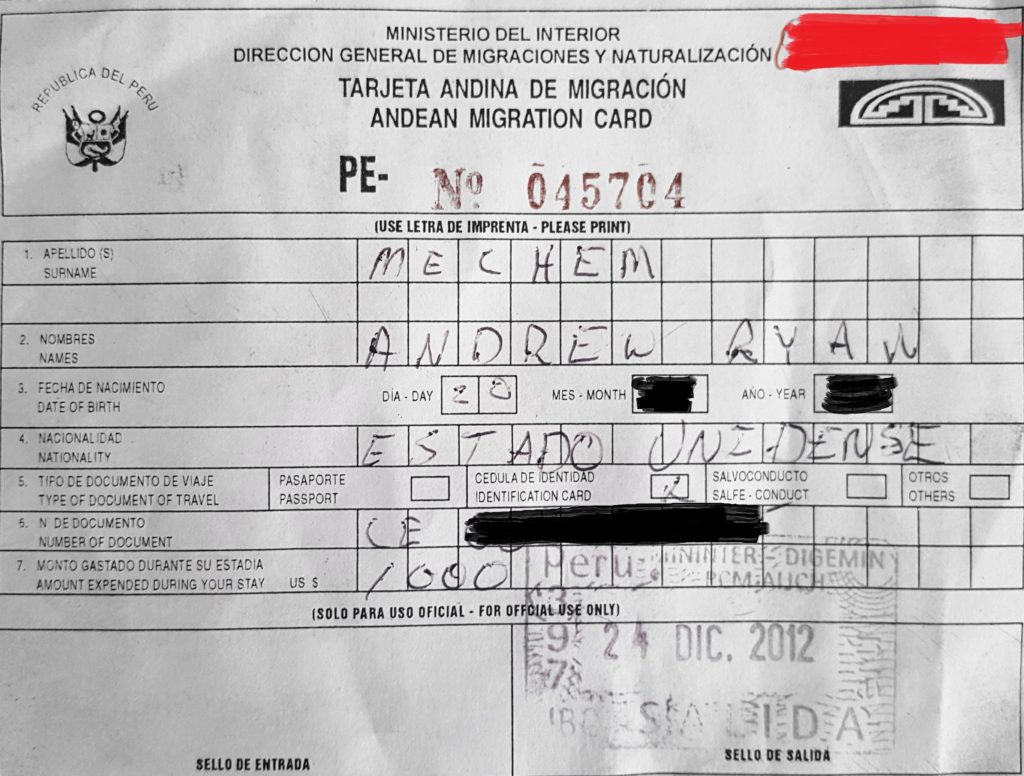 MINISTERIO DEL INTERIOR
DIRECCION GENERAL DE MIGRACIONES Y NATURALIZACIÓN
REPUBLICA DEL PERU
TARJETA ANDINA DE MIGRACIÓN
ANDEAN MIGRATION CARD
PE- Nº 045704
(USE LETRA DE IMPRENTA - PLEASE PRINT)
1. APELLIDO (S)
SURNAME
MECHEM
2. NOMBRES
NAMES
ANDREW RYAN
3. FECHA DE NACIMIENTO
DATE OF BIRTH
DÍA - DAY 20 MES - MONTH AÑO - YEAR
4. NACIONALIDAD
NATIONALITY
ESTADO UNIDENSE
5. TIPO DE DOCUMENTO DE VIAJE
TYPE OF DOCUMENT OF TRAVEL
PASAPORTE
PASSPORT
CEDULA DE IDENTIDAD
IDENTIFICATION CARD
SALVOCONDUCTO
SALFE - CONDUCT
OTROS
OTHERS
6. N DE DOCUMENTO
NUMBER OF DOCUMENT
CE
7. MONTO GASTADO DURANTE SU ESTADIA
AMOUNT EXPENDED DURING YOUR STAY US $
1000
Peru MININTER - DIGEMIN
(SOLO PARA USO OFICIAL - FOR OFFCIAL USE ONLY)
24 DIC. 2012
SALIDA
SELLO DE ENTRADA
SELLO DE SALIDA